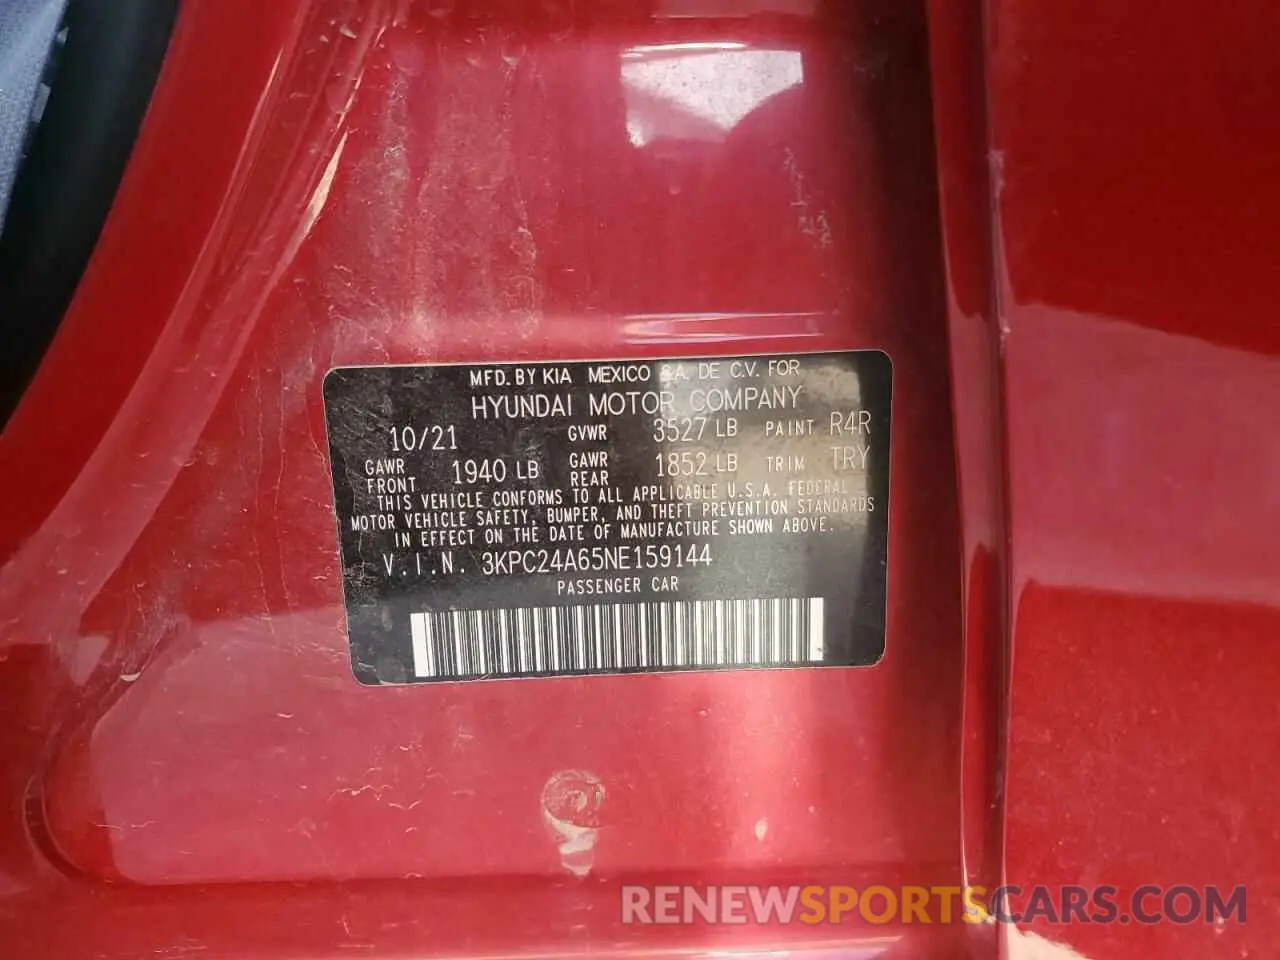 MFD. BY KIA MEXICO S.A. DE C.V. FOR
HYUNDAI MOTOR COMPANY
10/21 GVWR 3527 LB PAINT R4R
GAWR FRONT 1940 LB GAWR REAR 1852 LB TRIM TRY
THIS VEHICLE CONFORMS TO ALL APPLICABLE U.S.A. FEDERAL
MOTOR VEHICLE SAFETY, BUMPER, AND THEFT PREVENTION STANDARDS
IN EFFECT ON THE DATE OF MANUFACTURE SHOWN ABOVE.
V.I.N. 3KPC24A65NE159144
PASSENGER CAR
RENEWSPORTSCARS.COM